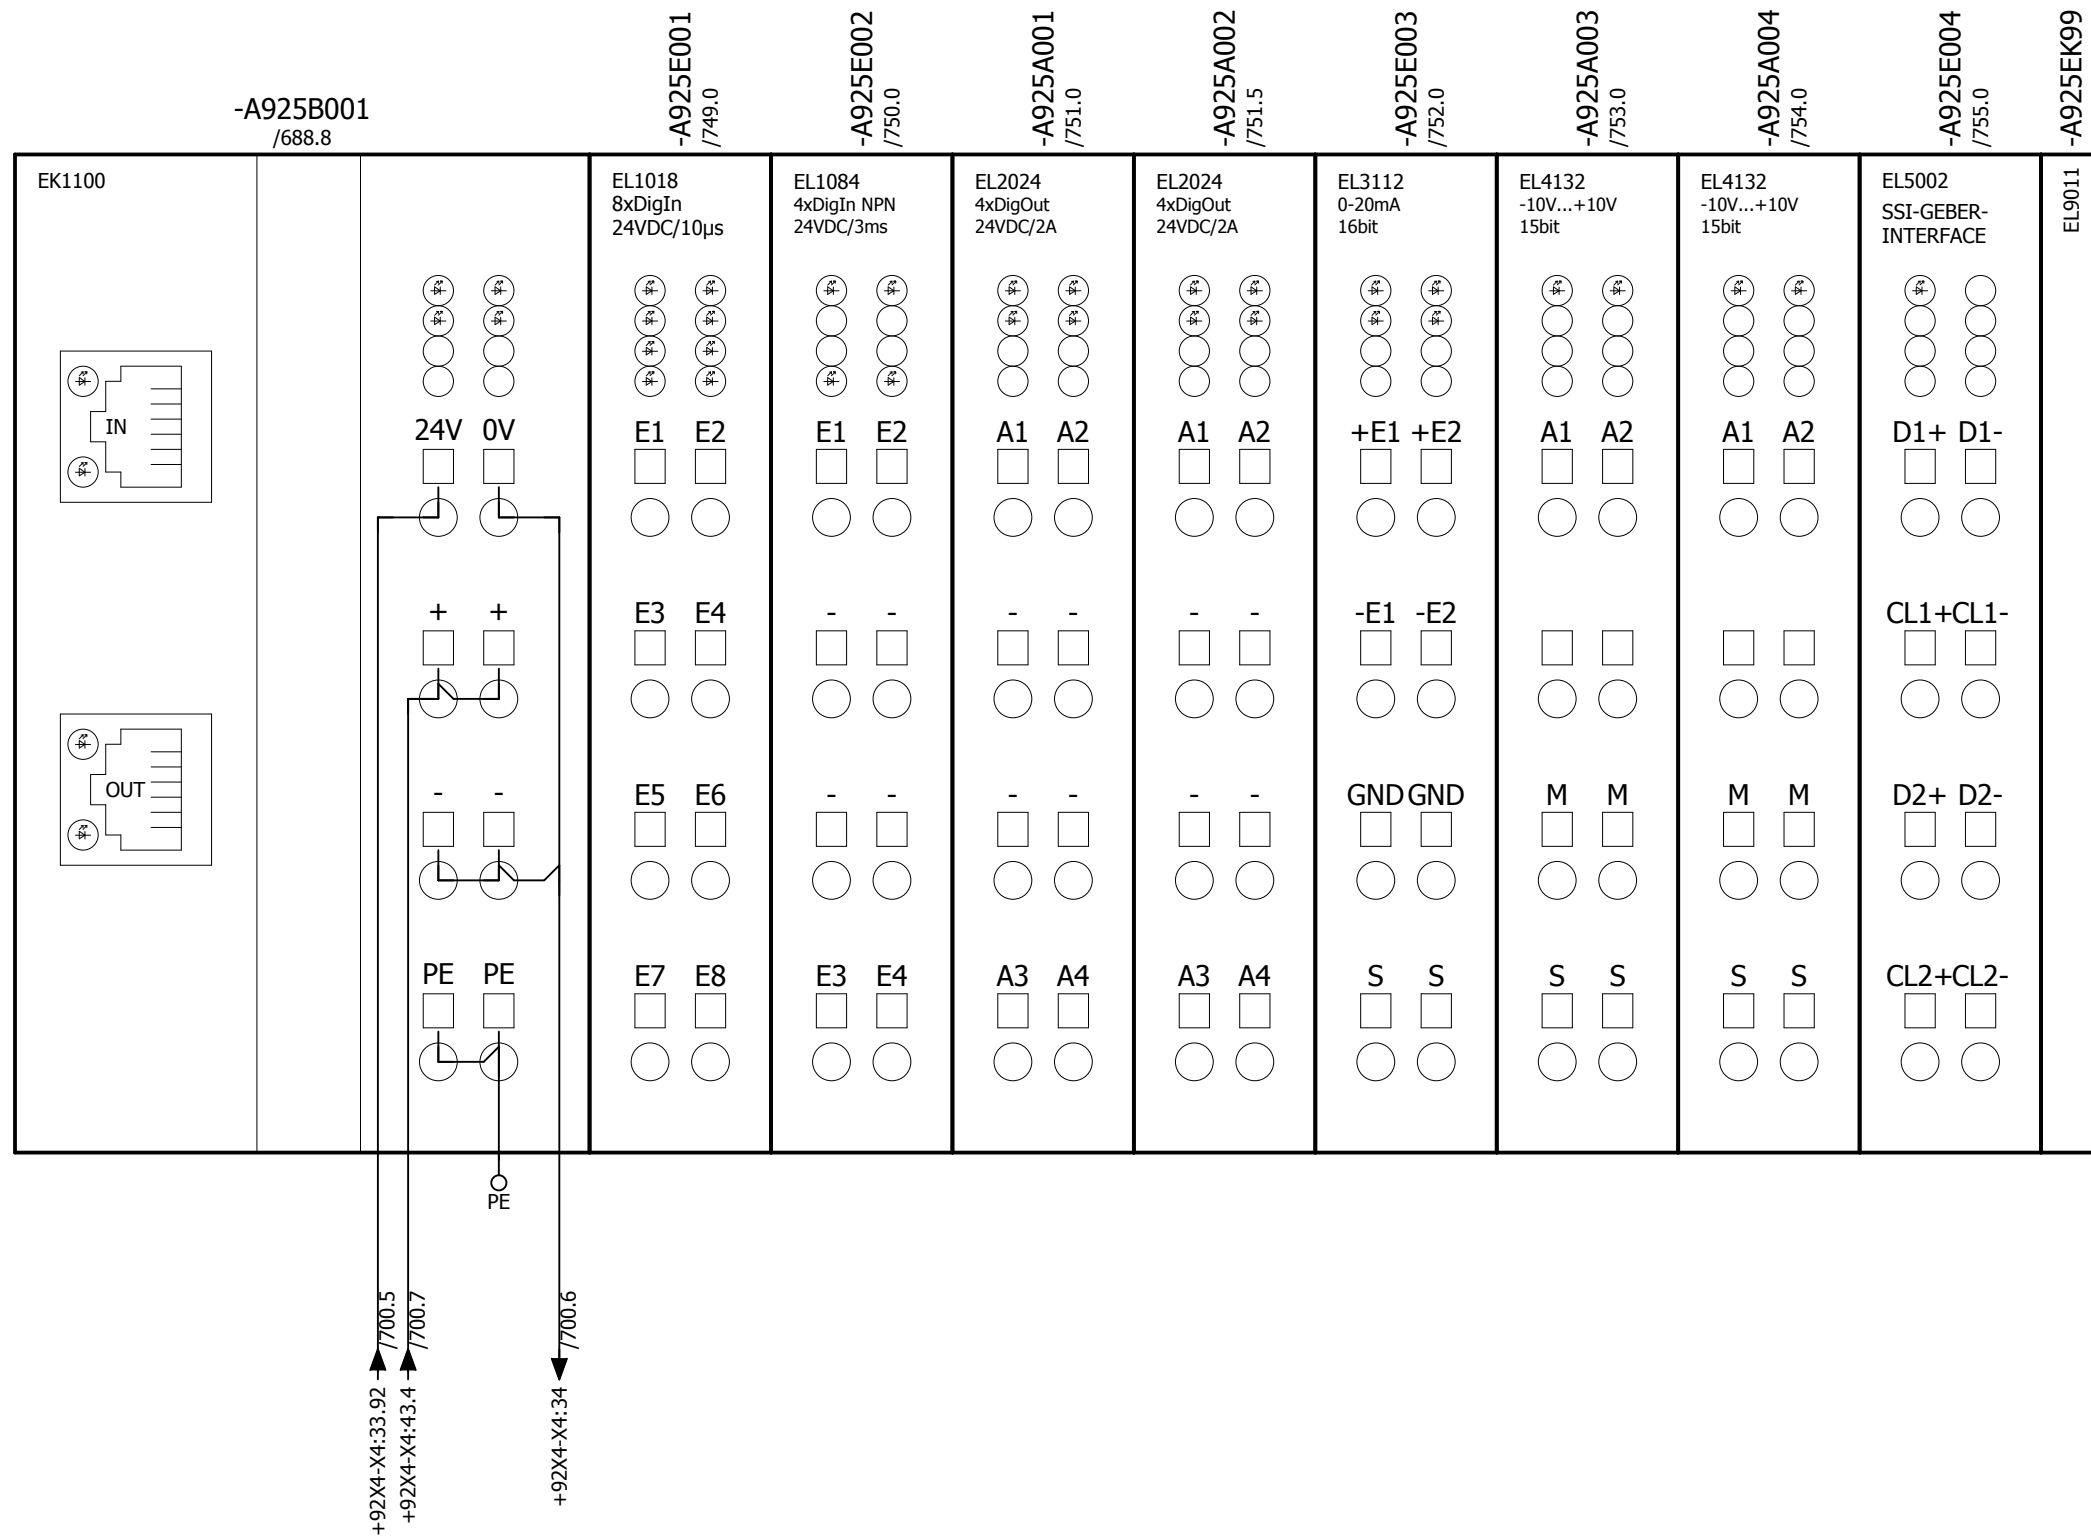 -A925B001
/688.8
-A925E001
/749.0
-A925E002
/750.0
-A925A001
/751.0
-A925A002
/751.5
-A925E003
/752.0
-A925A003
/753.0
-A925A004
/754.0
-A925E004
/755.0
-A925EK99
EK1100
EL1018
8xDigIn
24VDC/10µs
EL1084
4xDigIn NPN
24VDC/3ms
EL2024
4xDigOut
24VDC/2A
EL2024
4xDigOut
24VDC/2A
EL3112
0-20mA
16bit
EL4132
-10V...+10V
15bit
EL4132
-10V...+10V
15bit
EL5002
SSI-GEBER-
INTERFACE
EL9011
IN
24V 0V E1 E2 E1 E2 A1 A2 A1 A2 +E1 +E2 A1 A2 A1 A2 D1+ D1-
+ + E3 E4 - - - - - - -E1 -E2 CL1+ CL1-
OUT
- - E5 E6 - - - - - - GND GND M M M M D2+ D2-
PE PE E7 E8 E3 E4 A3 A4 A3 A4 S S S S S S CL2+ CL2-
PE
/700.5
/700.7
/700.6
+92X4-X4:33.92
+92X4-X4:43.4
+92X4-X4:34